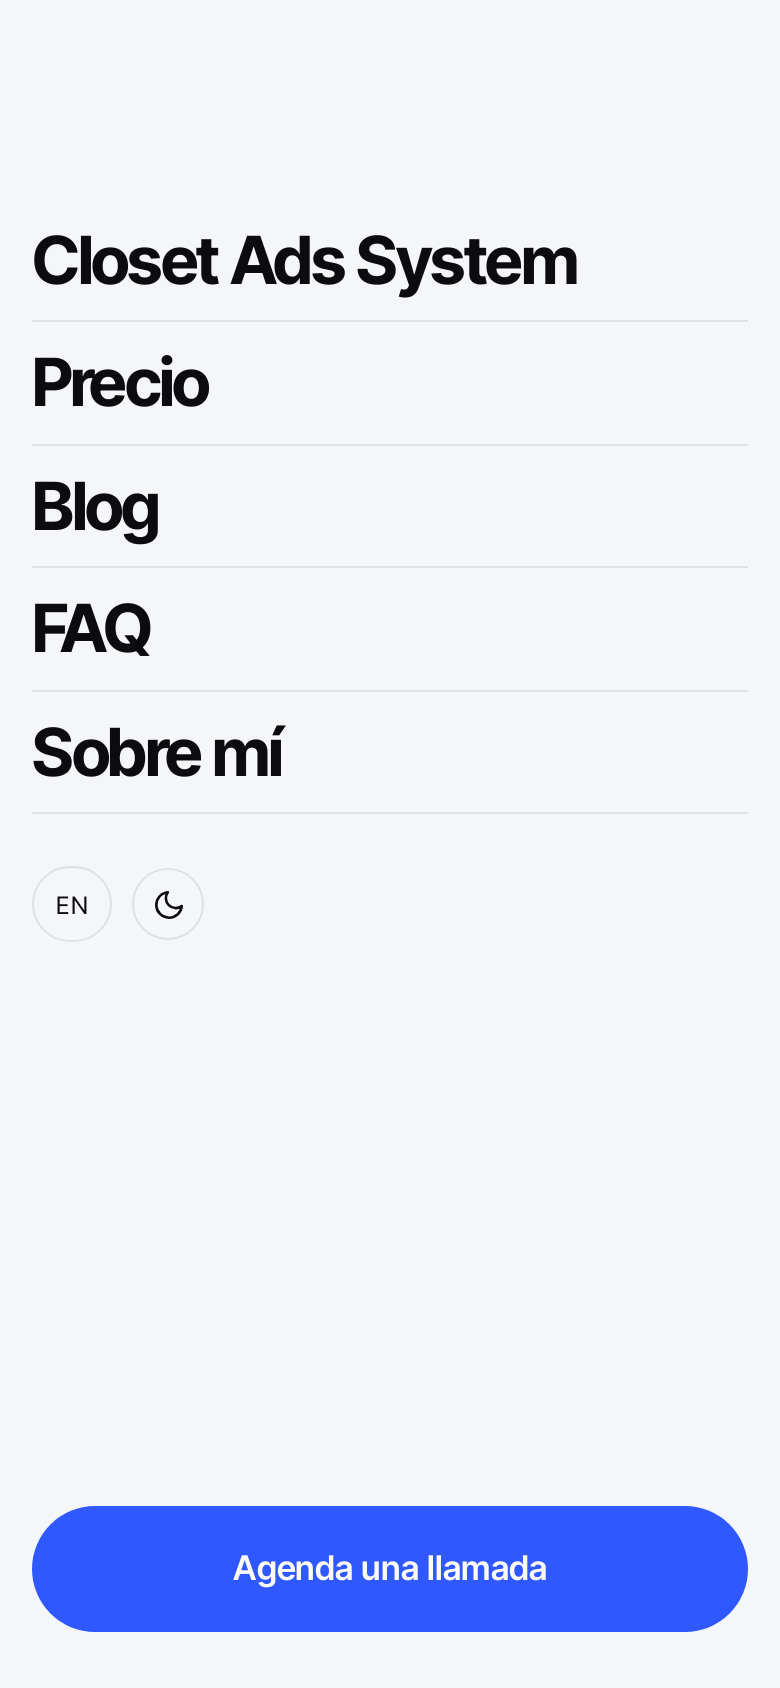 Closet Ads System
Precio
Blog
FAQ
Sobre mí
EN
Agenda una llamada